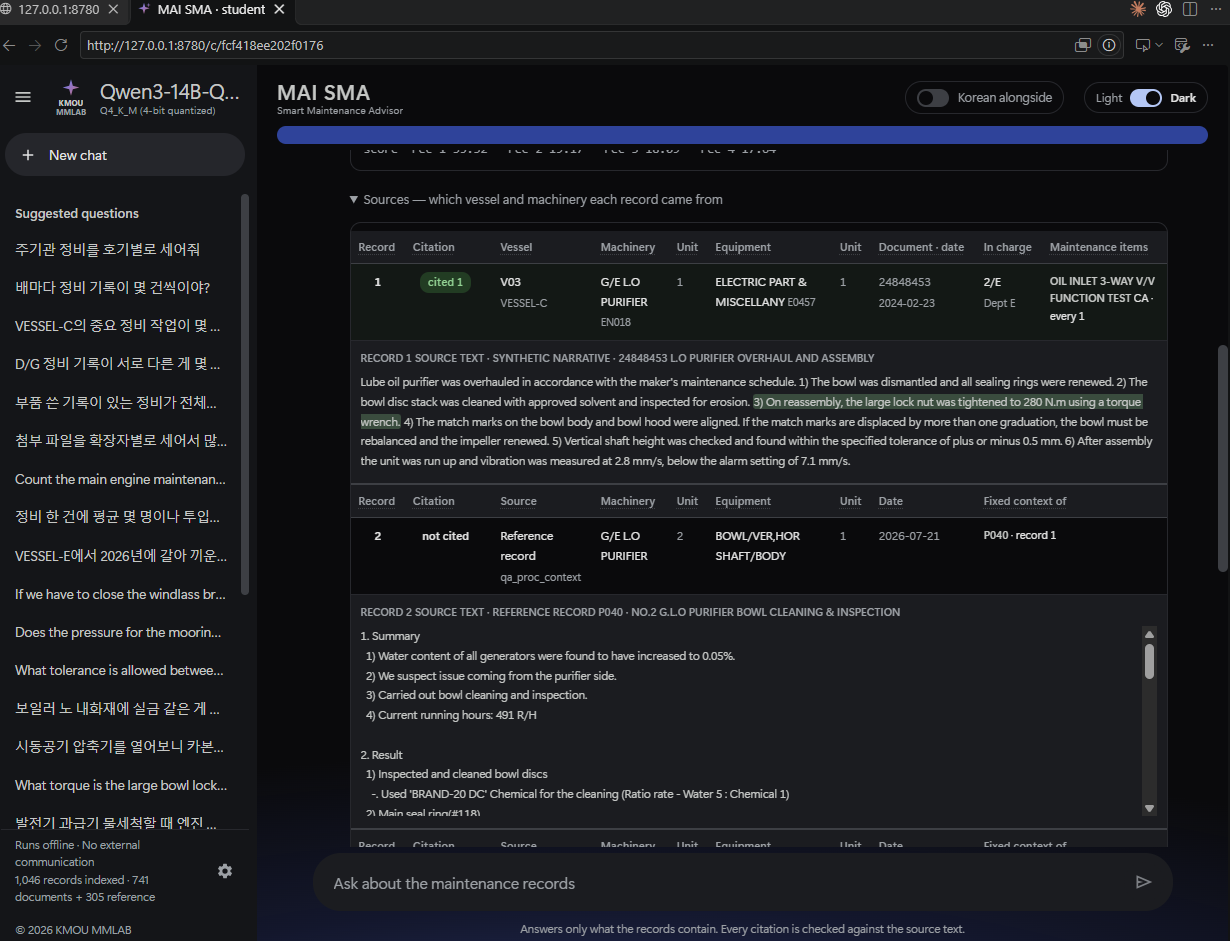 127.0.0.1:8780
MAI SMA · student
http://127.0.0.1:8780/c/fcf418ee202f0176
KMOU
MMLAB
Qwen3-14B-Q...
Q4_K_M (4-bit quantized)
MAI SMA
Smart Maintenance Advisor
Korean alongside
Light
Dark
New chat
Suggested questions
주기관 정비를 호기별로 세어줘
배마다 정비 기록이 몇 건씩이야?
VESSEL-C의 중요 정비 작업이 몇 ...
D/G 정비 기록이 서로 다른 게 몇 ...
부품 쓴 기록이 있는 정비가 전체...
첨부 파일을 확장자별로 세어서 많...
Count the main engine maintenan...
정비 한 건에 평균 몇 명이나 투입...
VESSEL-E에서 2026년에 갈아 끼운...
If we have to close the windlass br...
Does the pressure for the moorin...
What tolerance is allowed betwee...
보일러 노 내화재에 실금 같은 게 ...
시동공기 압축기를 열어보니 카본...
What torque is the large bowl lock...
발전기 과급기 물세척할 때 엔진 ...
Runs offline · No external
communication
1,046 records indexed · 741
documents + 305 reference
© 2026 KMOU MMLAB
▼ Sources — which vessel and machinery each record came from
Record Citation Vessel Machinery Unit Equipment Unit Document · date In charge Maintenance items
1 cited 1 V03 G/E L.O 1 ELECTRIC PART & 1 24848453 2/E OIL INLET 3-WAY V/V
VESSEL-C PURIFIER MISCELLANY E0457 2024-02-23 Dept E FUNCTION TEST CA ·
EN018 every 1
RECORD 1 SOURCE TEXT · SYNTHETIC NARRATIVE · 24848453 L.O PURIFIER OVERHAUL AND ASSEMBLY
Lube oil purifier was overhauled in accordance with the maker's maintenance schedule. 1) The bowl was dismantled and all sealing rings were renewed. 2) The
bowl disc stack was cleaned with approved solvent and inspected for erosion. 3) On reassembly, the large lock nut was tightened to 280 N.m using a torque
wrench. 4) The match marks on the bowl body and bowl hood were aligned. If the match marks are displaced by more than one graduation, the bowl must be
rebalanced and the impeller renewed. 5) Vertical shaft height was checked and found within the specified tolerance of plus or minus 0.5 mm. 6) After assembly
the unit was run up and vibration was measured at 2.8 mm/s, below the alarm setting of 7.1 mm/s.
Record Citation Source Machinery Unit Equipment Unit Date Fixed context of
2 not cited Reference G/E L.O 2 BOWL/VER,HOR 1 2026-07-21 P040 · record 1
record PURIFIER SHAFT/BODY
qa_proc_context
RECORD 2 SOURCE TEXT · REFERENCE RECORD P040 · NO.2 G.L.O PURIFIER BOWL CLEANING & INSPECTION
1. Summary
1) Water content of all generators were found to have increased to 0.05%.
2) We suspect issue coming from the purifier side.
3) Carried out bowl cleaning and inspection.
4) Current running hours: 491 R/H
2. Result
1) Inspected and cleaned bowl discs
-. Used 'BRAND-20 DC' Chemical for the cleaning (Ratio rate - Water 5 : Chemical 1)
2) Main seal ring(#118)
Record Citation Source Machinery Unit Equipment Unit Date Fixed context of
Ask about the maintenance records
Answers only what the records contain. Every citation is checked against the source text.